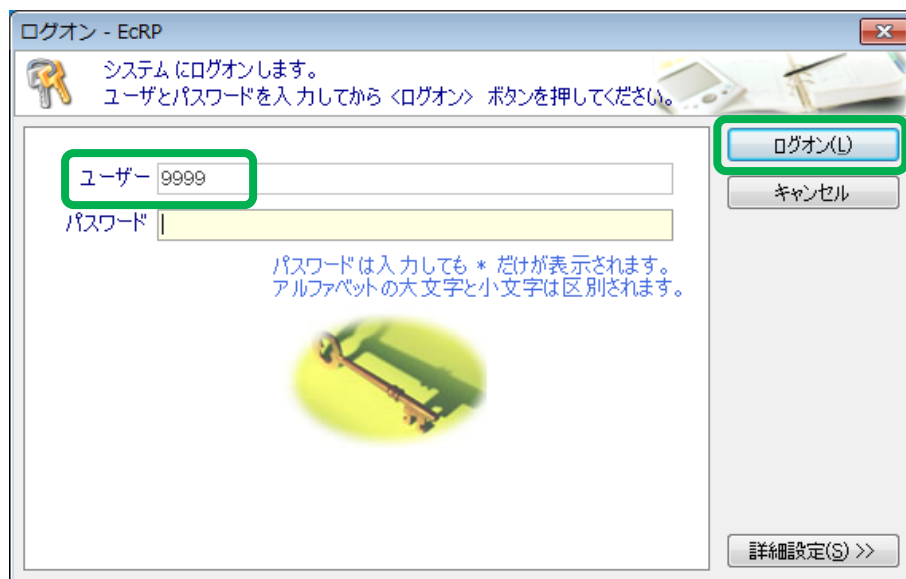 ログオン - EcRP
システムにログオンします。
ユーザとパスワードを入力してから <ログオン> ボタンを押してください。
ログオン(L)
ユーザー 9999
キャンセル
パスワード
パスワードは入力しても * だけが表示されます。
アルファベットの大文字と小文字は区別されます。
詳細設定(S) >>